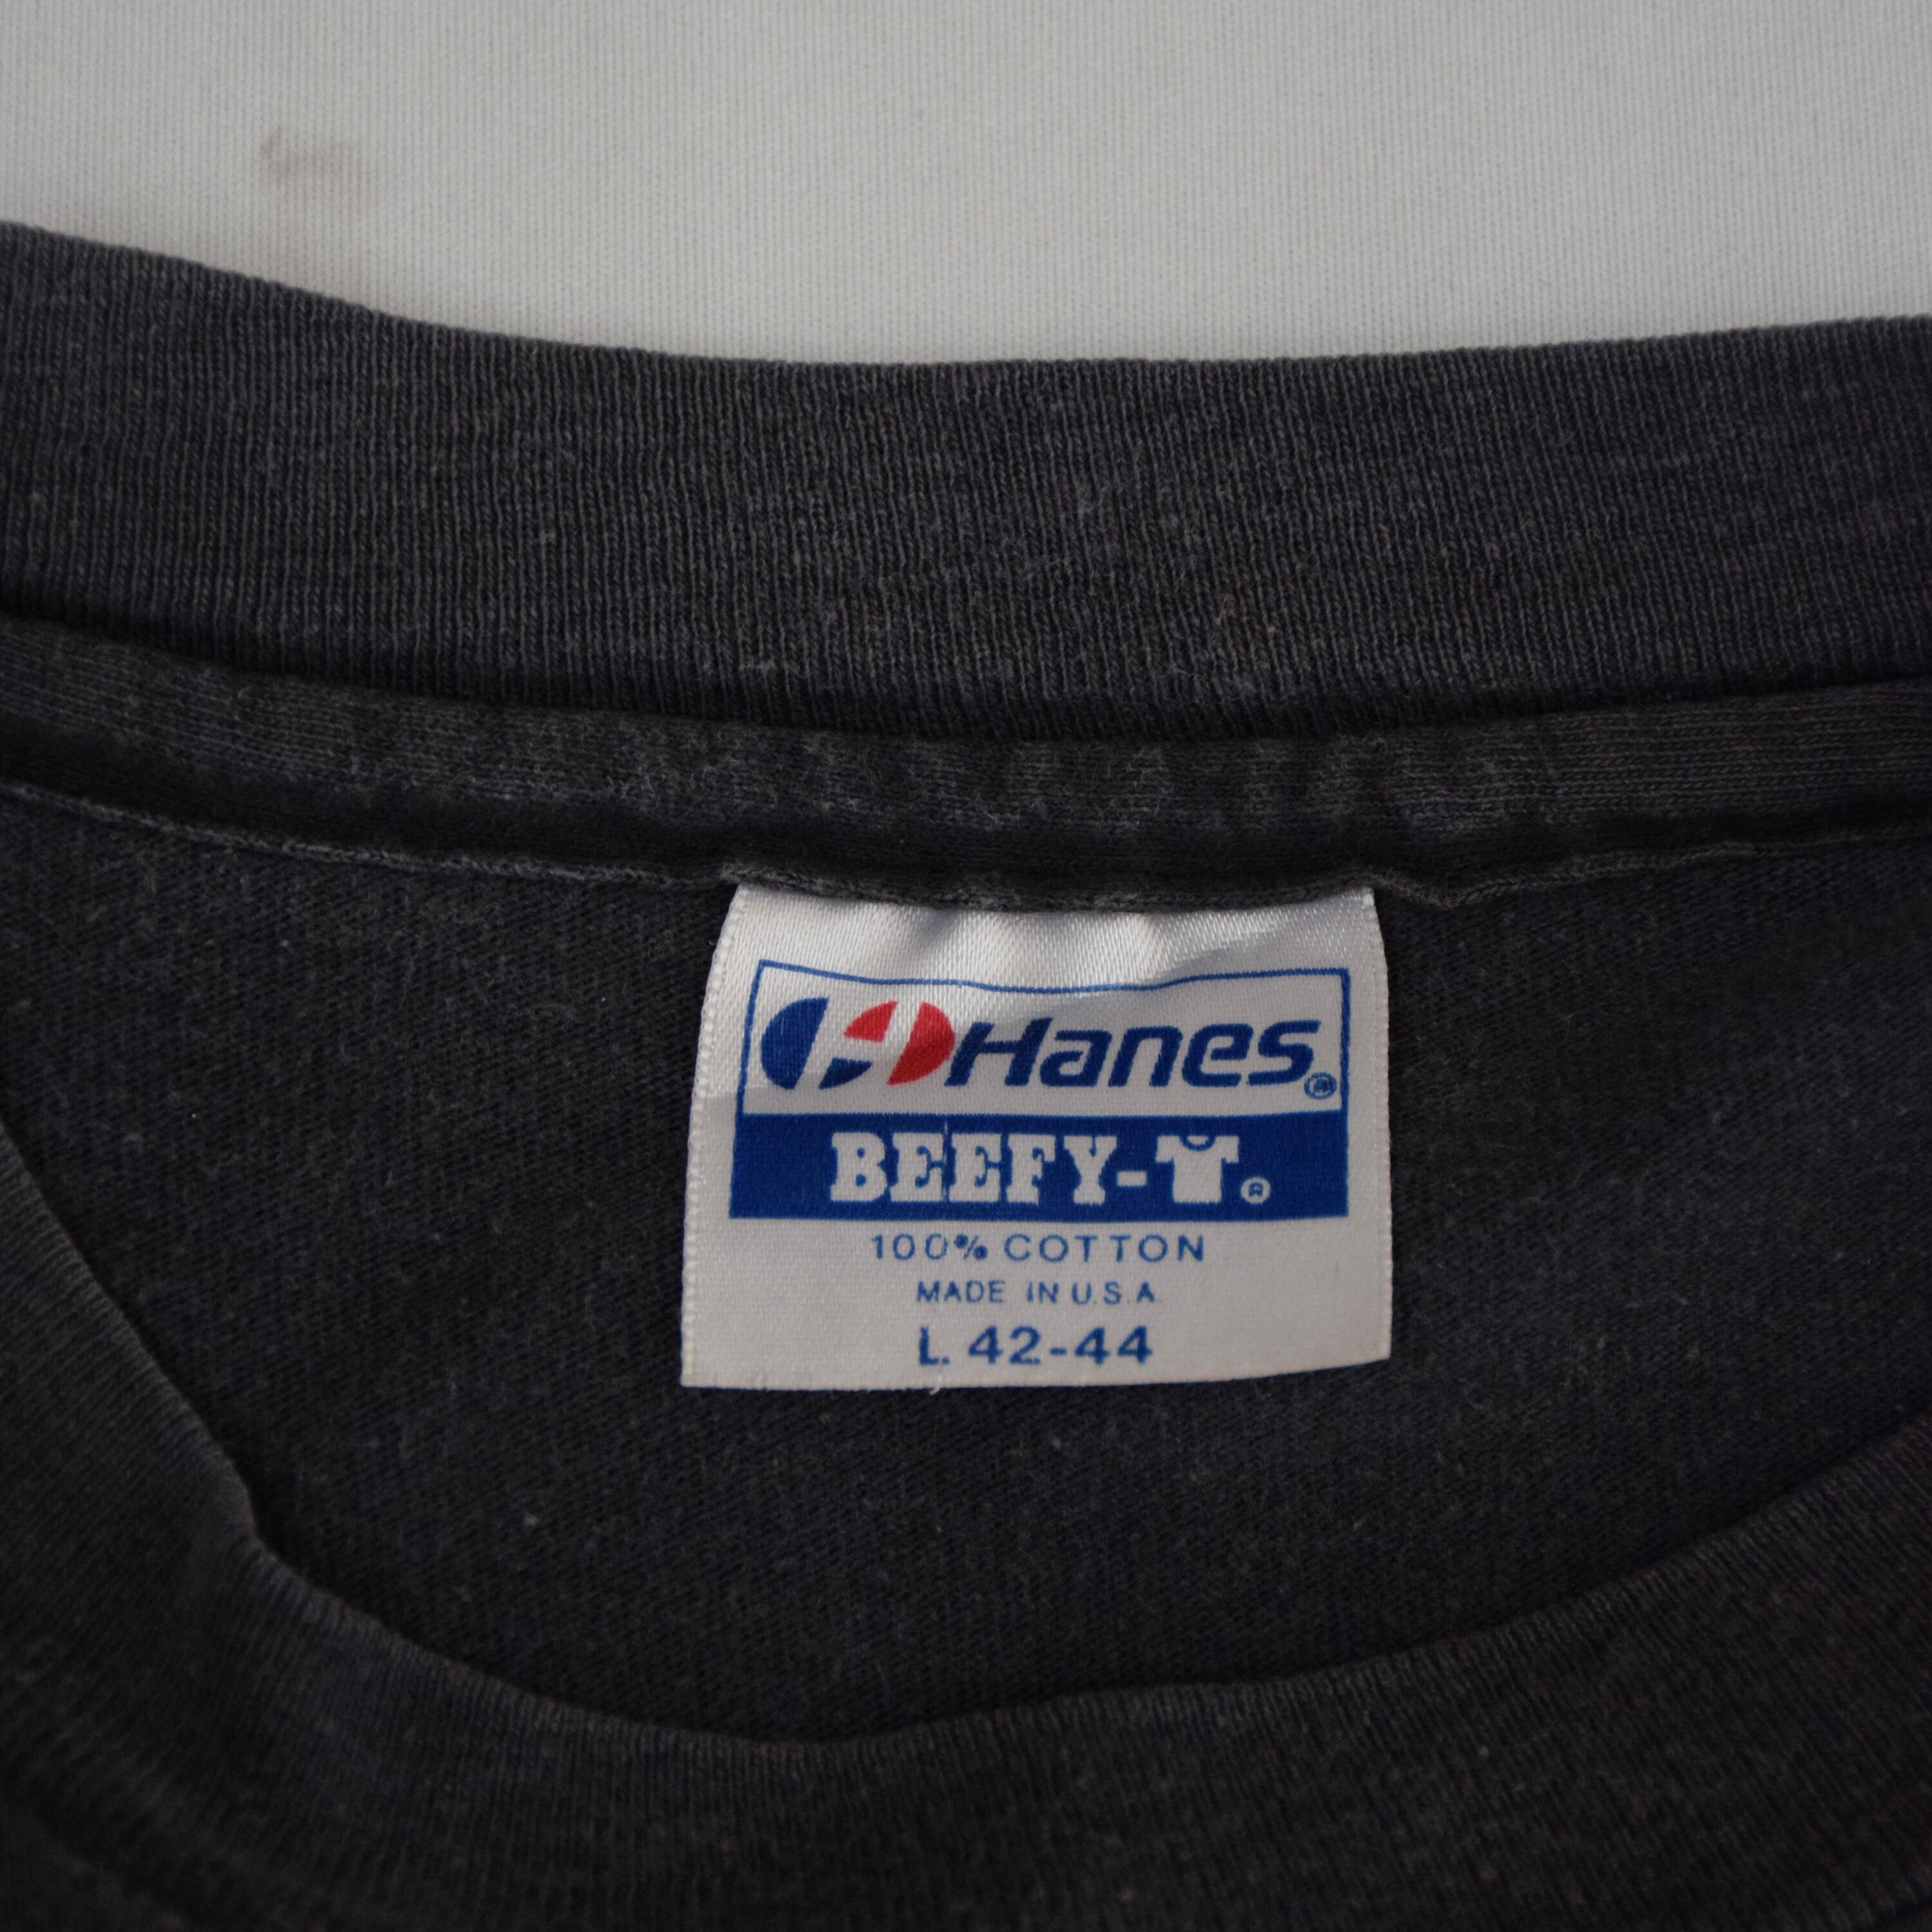 Hanes®
BEEFY-T®
100% COTTON
MADE IN U.S.A.
L. 42-44